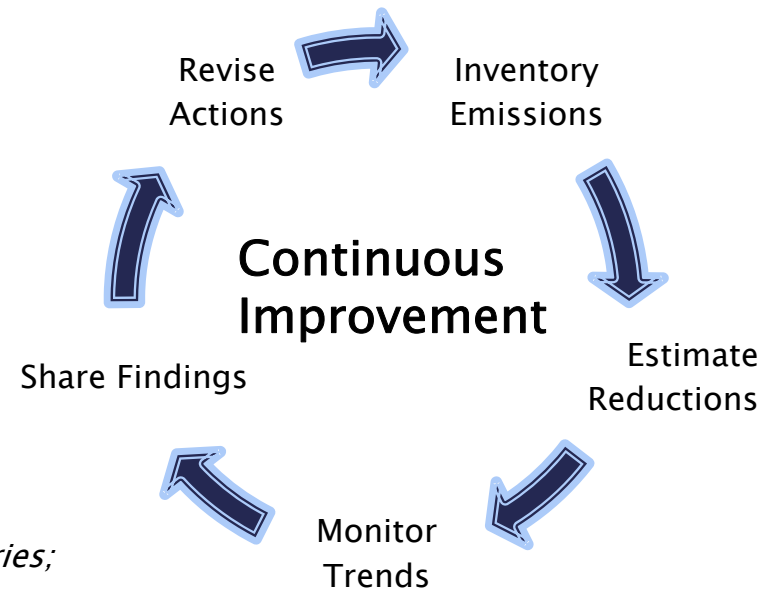 Revise
Actions
Inventory
Emissions
Continuous
Improvement
Estimate
Reductions
Share Findings
Monitor
Trends